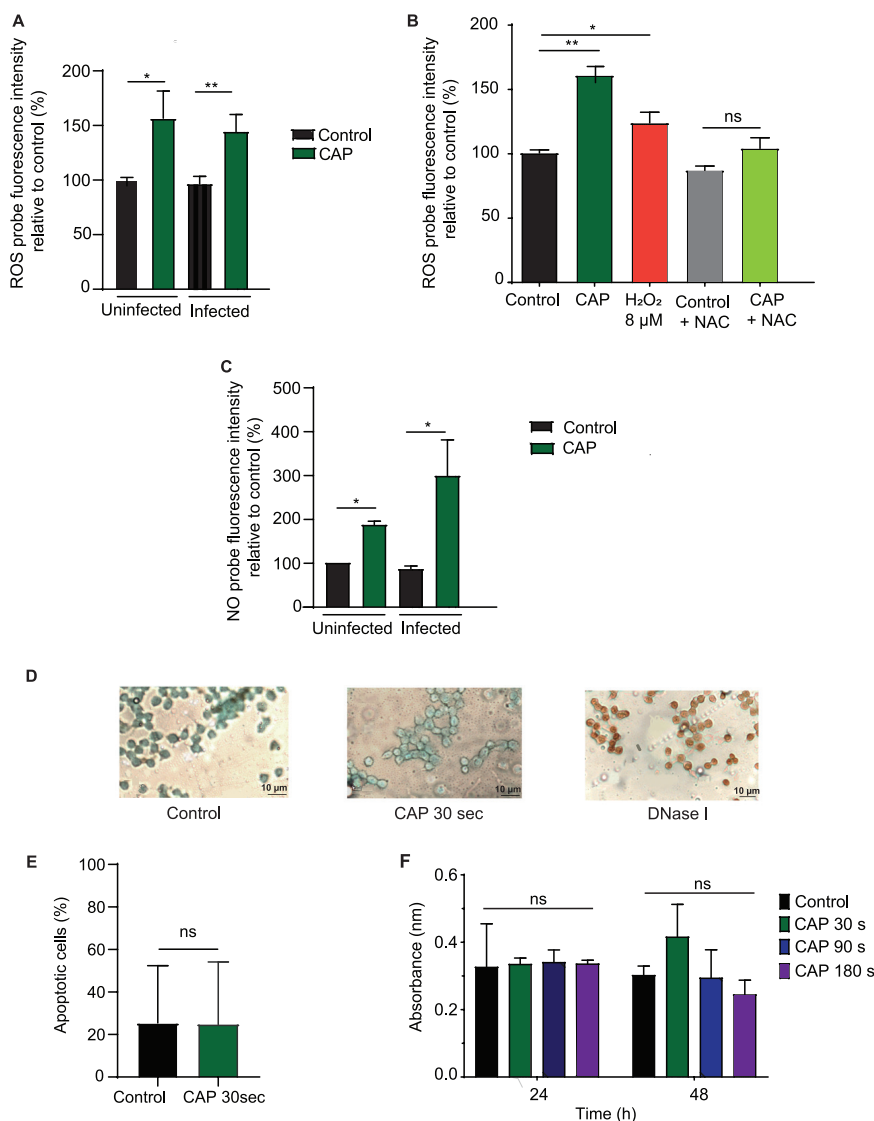 A
ROS probe fluorescence intensity
relative to control (%)
200
150
100
50
0
*
**
Uninfected
Infected
Control
CAP
B
ROS probe fluorescence intensity
relative to control (%)
200
150
100
50
0
*
**
ns
Control
CAP
H₂O₂
8 µM
Control
+ NAC
CAP
+ NAC
C
NO probe fluorescence intensity
relative to control (%)
500
400
300
200
100
0
*
*
Uninfected
Infected
Control
CAP
D
10 µm
10 µm
10 µm
Control
CAP 30 sec
DNase I
E
Apoptotic cells (%)
100
80
60
40
20
0
ns
Control
CAP 30sec
F
Absorbance (nm)
0.6
0.4
0.2
0.0
ns
ns
24
48
Time (h)
Control
CAP 30 s
CAP 90 s
CAP 180 s